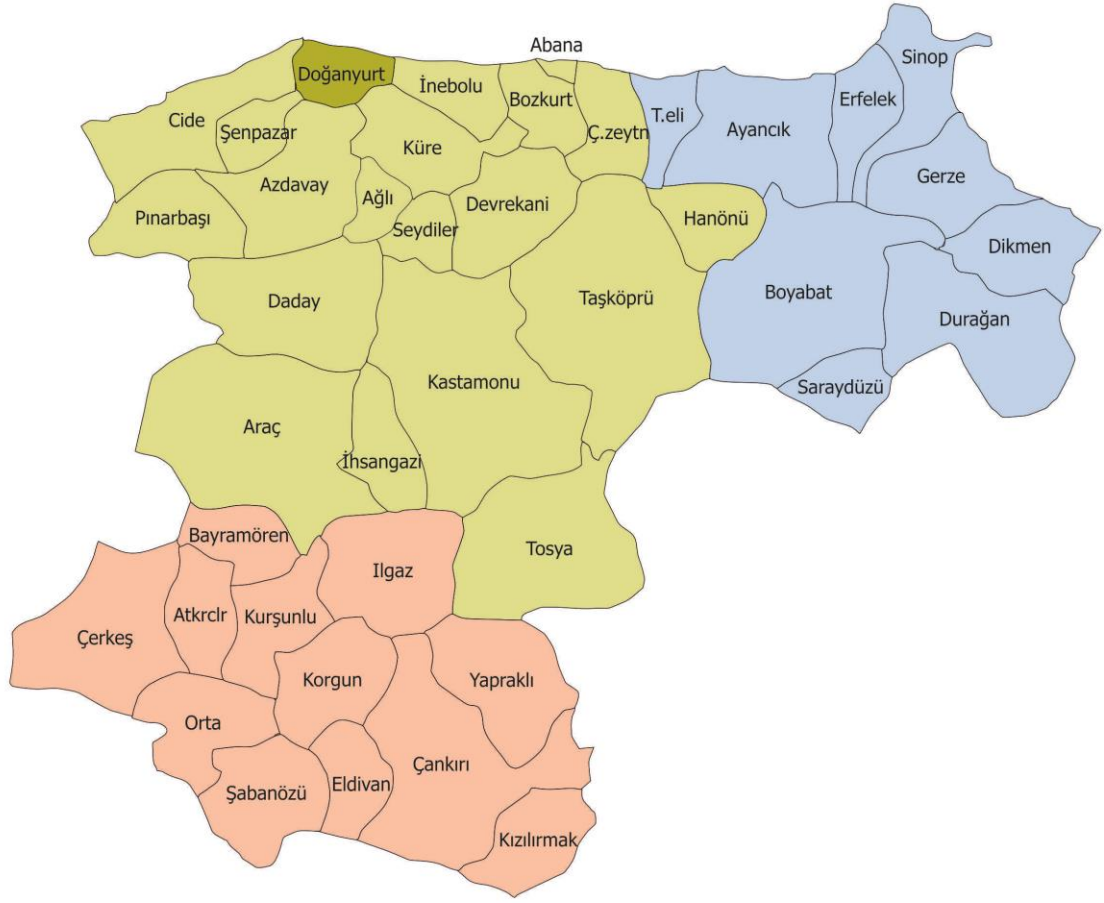 Abana
Sinop
Doğanyurt
İnebolu
Bozkurt
Erfelek
Cide
Şenpazar
Küre
Ç.zeytn
T.eli
Ayancık
Azdavay
Ağlı
Gerze
Pınarbaşı
Seydiler
Devrekani
Hanönü
Dikmen
Daday
Taşköprü
Boyabat
Durağan
Kastamonu
Saraydüzü
Araç
İhsangazi
Bayramören
Ilgaz
Tosya
Çerkeş
Atkrclr
Kurşunlu
Korgun
Yapraklı
Orta
Çankırı
Şabanözü
Eldivan
Kızılırmak